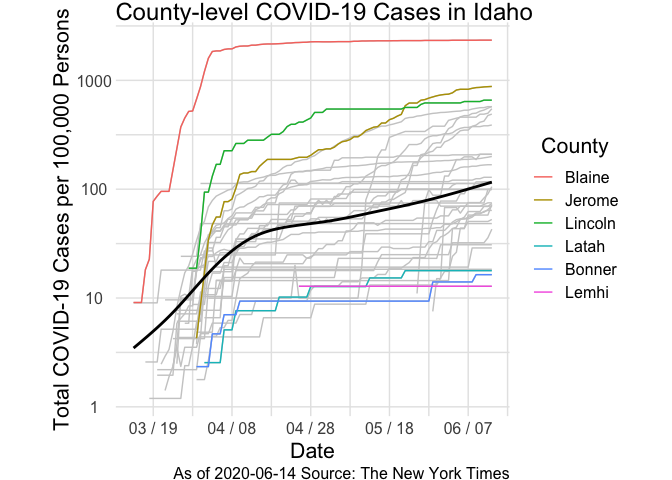 County-level COVID-19 Cases in Idaho
Total COVID-19 Cases per 100,000 Persons
1000
100
10
1
03 / 19
04 / 08
04 / 28
05 / 18
06 / 07
Date
As of 2020-06-14 Source: The New York Times
County
Blaine
Jerome
Lincoln
Latah
Bonner
Lemhi